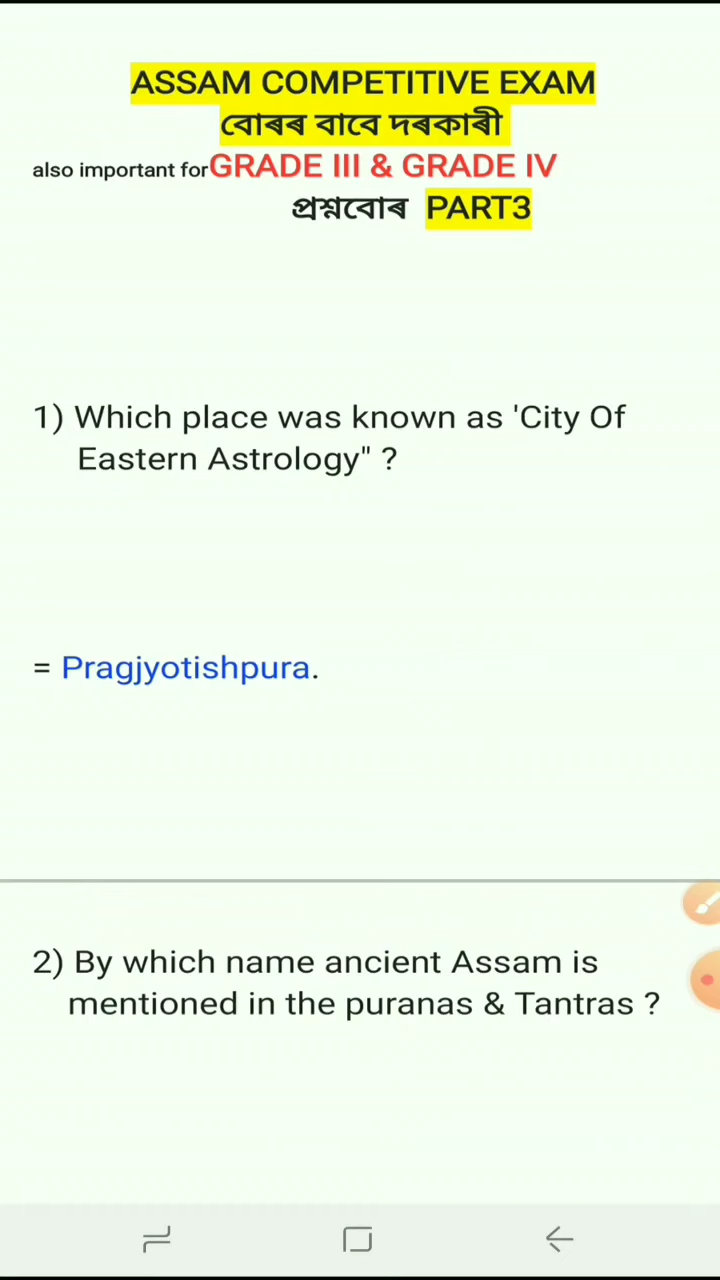 ASSAM COMPETITIVE EXAM
বোৰৰ বাবে দৰকাৰী
also important for GRADE III & GRADE IV
প্ৰশ্নবোৰ PART3
1) Which place was known as 'City Of
Eastern Astrology" ?
= Pragjyotishpura.
2) By which name ancient Assam is
mentioned in the puranas & Tantras ?